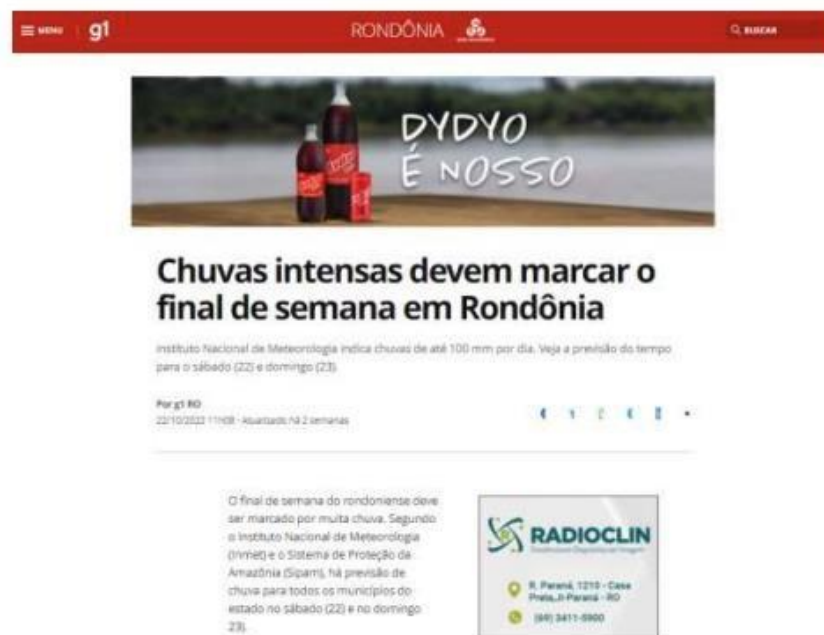 MENU
g1
RONDÔNIA
BUSCAR
DYDYO
É NOSSO
Chuvas intensas devem marcar o
final de semana em Rondônia
Instituto Nacional de Meteorologia indica chuvas de até 100 mm por dia. Veja a previsão do tempo
para o sábado (22) e domingo (23).
Por g1 RO
22/10/2022 11h08 - Atualizado há 2 semanas
O final de semana do rondoniense deve
ser marcado por muita chuva. Segundo
o Instituto Nacional de Meteorologia
(Inmet) e o Sistema de Proteção da
Amazônia (Sipam), há previsão de
chuva para todos os municípios do
estado no sábado (22) e no domingo
23).
RADIOCLIN
R. Paraná, 1210 - Casa
Preta, Ji-Paraná - RO
(69) 3411-5900